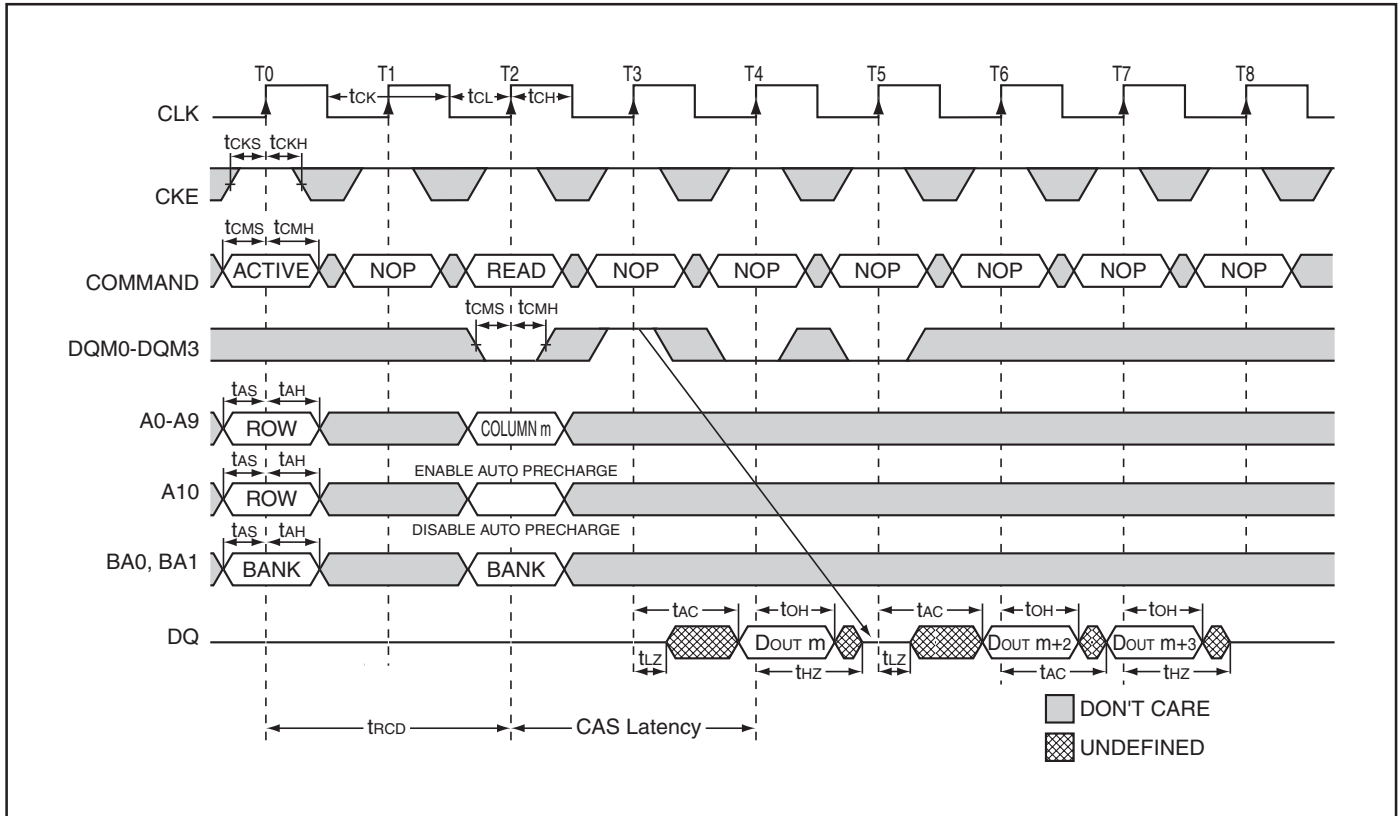 T0 T1 T2 T3 T4 T5 T6 T7 T8
tCK tCL tCH
CLK
tCKS tCKH
CKE
tCMS tCMH
COMMAND ACTIVE NOP READ NOP NOP NOP NOP NOP NOP
tCMS tCMH
DQM0-DQM3
tAS tAH
A0-A9 ROW COLUMN m
tAS tAH ENABLE AUTO PRECHARGE
A10 ROW
DISABLE AUTO PRECHARGE
tAS tAH
BA0, BA1 BANK BANK
tAC tOH tAC tOH tOH
DQ DOUT m DOUT m+2 DOUT m+3
tLZ tHZ tLZ tAC tHZ
DON'T CARE
tRCD CAS Latency
UNDEFINED